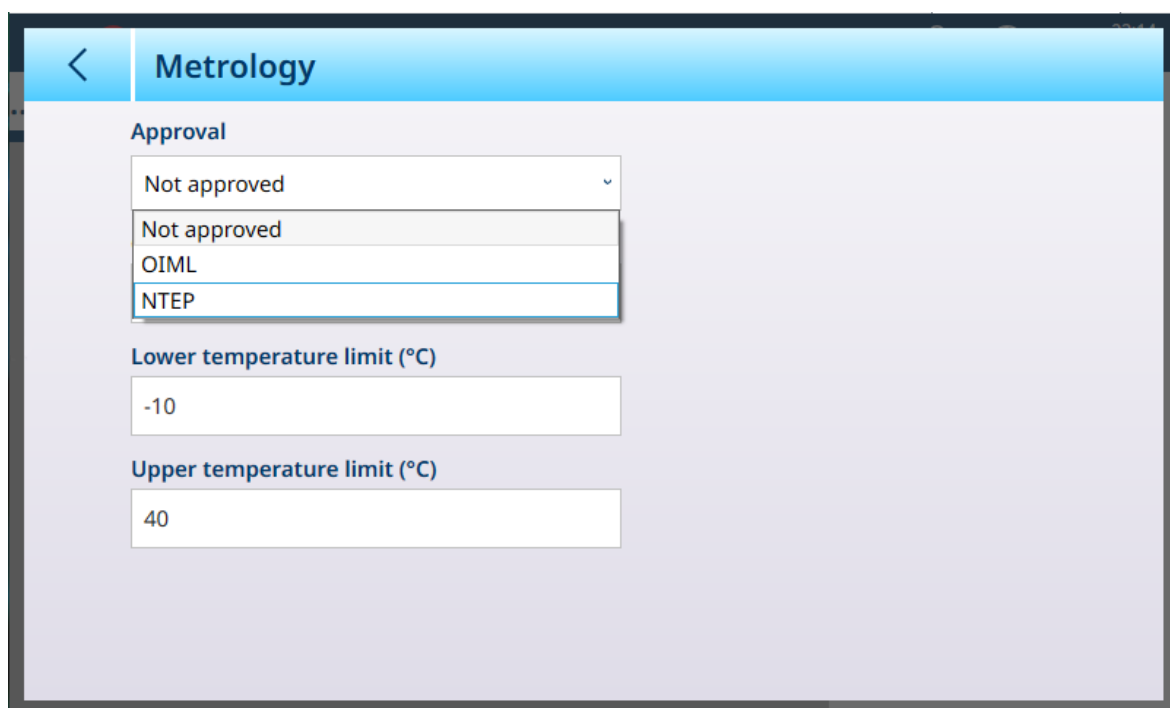 Metrology
Approval
Not approved
Not approved
OIML
NTEP
Lower temperature limit (°C)
-10
Upper temperature limit (°C)
40